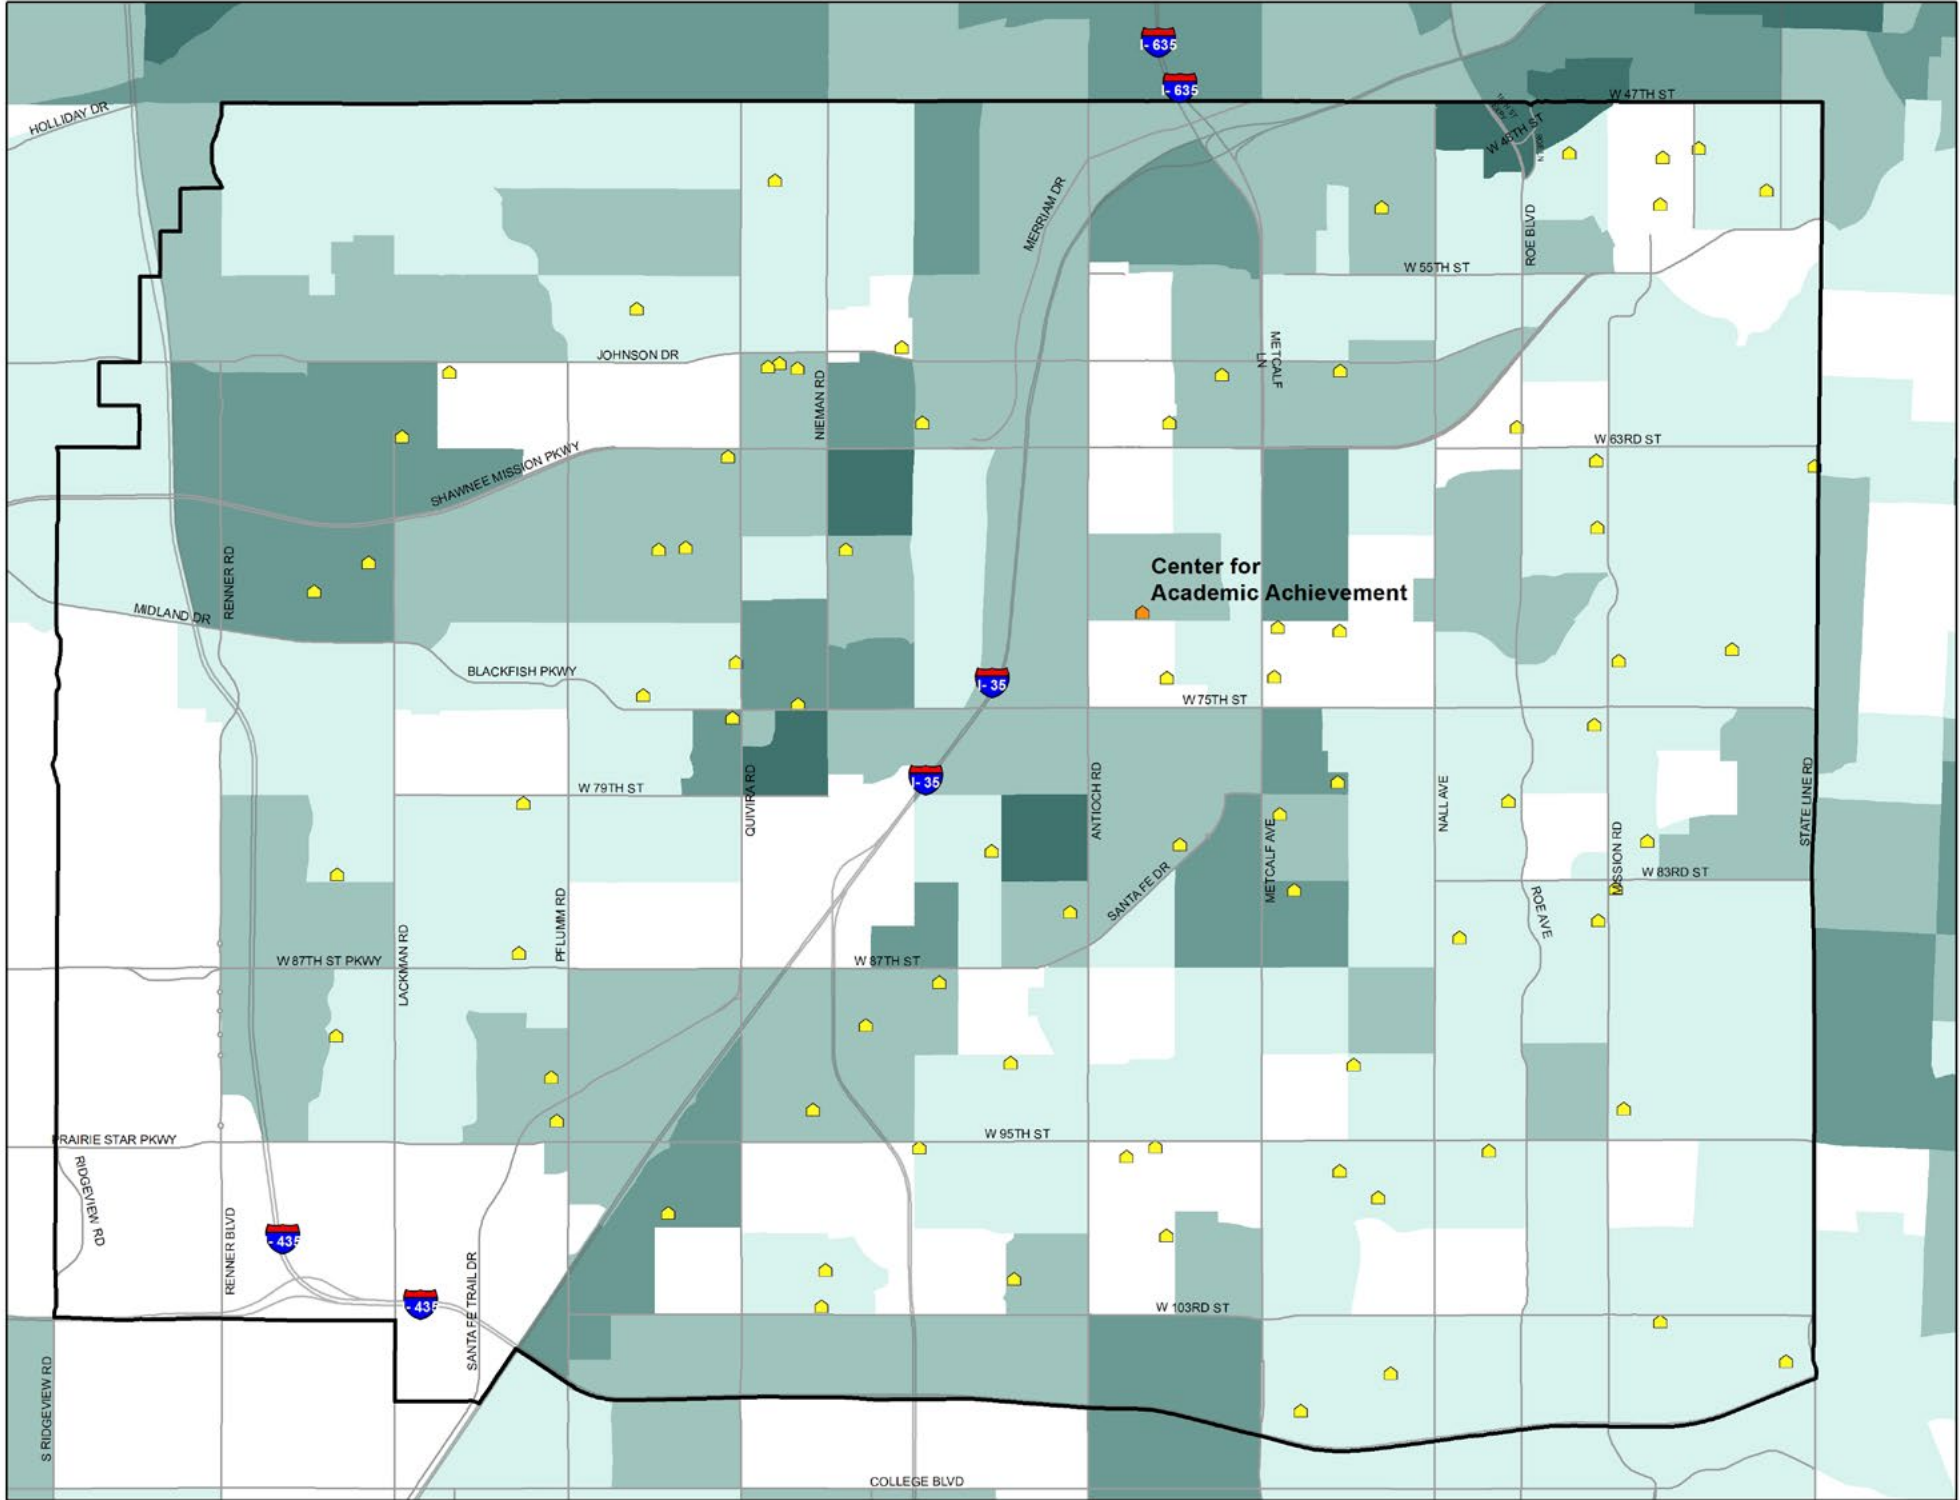 I- 635
I- 635
W 47TH ST
HOLLIDAY DR
W 48TH ST
MERRIAM DR
ROE BLVD
W 55TH ST
JOHNSON DR
METCALF
LN
NIEMAN RD
W 63RD ST
SHAWNEE MISSION PKWY
RENNER RD
Center for
Academic Achievement
MIDLAND DR
BLACKFISH PKWY
I- 35
W 75TH ST
I- 35
W 79TH ST
QUIVIRA RD
ANTIOCH RD
NALL AVE
STATE LINE RD
METCALF AVE
MISSION RD
W 83RD ST
SANTA FE DR
ROE AVE
PFLUMM RD
LACKMAN RD
W 87TH ST PKWY
W 87TH ST
PRAIRIE STAR PKWY
W 95TH ST
RIDGEVIEW RD
RENNER BLVD
- 435
- 435
SANTA FE TRAIL DR
W 103RD ST
S RIDGEVIEW RD
COLLEGE BLVD